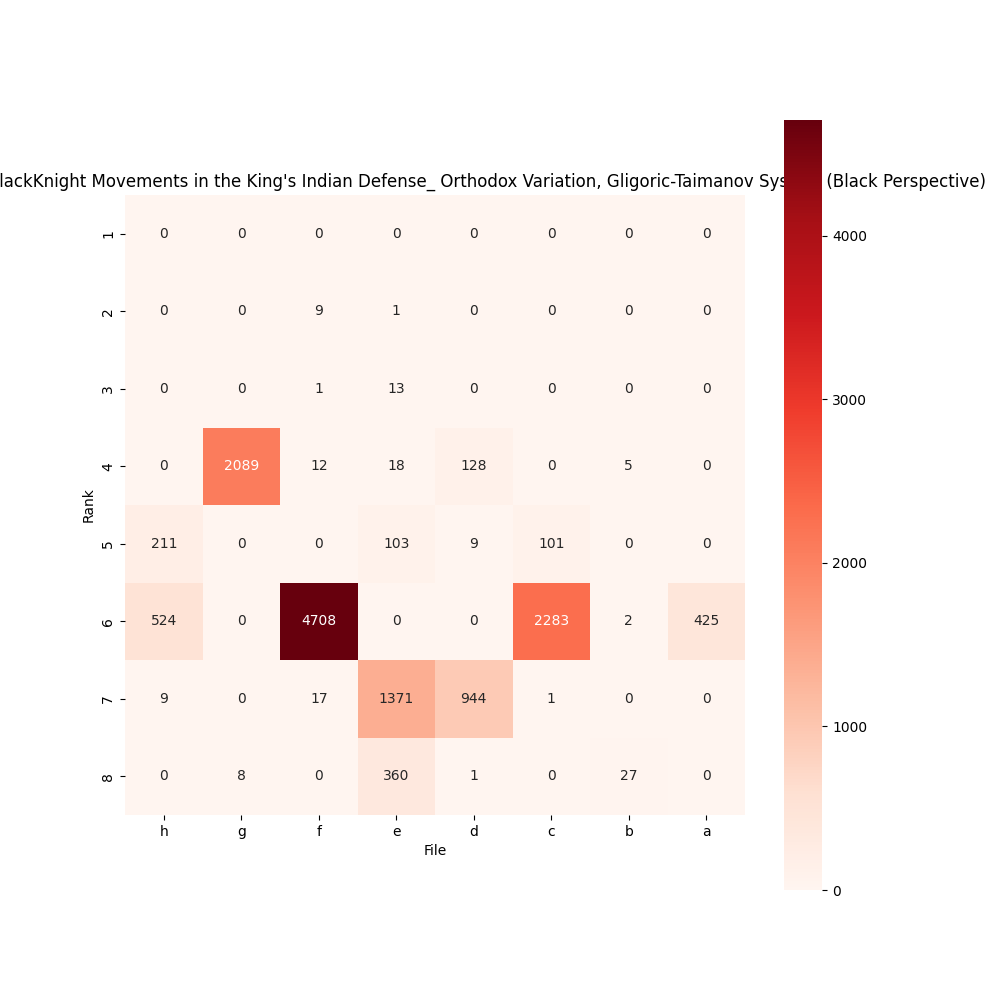 lackKnight Movements in the King's Indian Defense_ Orthodox Variation, Gligoric-Taimanov Sys (Black Perspective)
4000
1 0 0 0 0 0 0 0 0
2 0 0 9 1 0 0 0 0
3 0 0 1 13 0 0 0 0
3000
4 0 2089 12 18 128 0 5 0
Rank
5 211 0 0 103 9 101 0 0
2000
6 524 0 4708 0 0 2283 2 425
7 9 0 17 1371 944 1 0 0
1000
8 0 8 0 360 1 0 27 0
h g f e d c b a
File
0